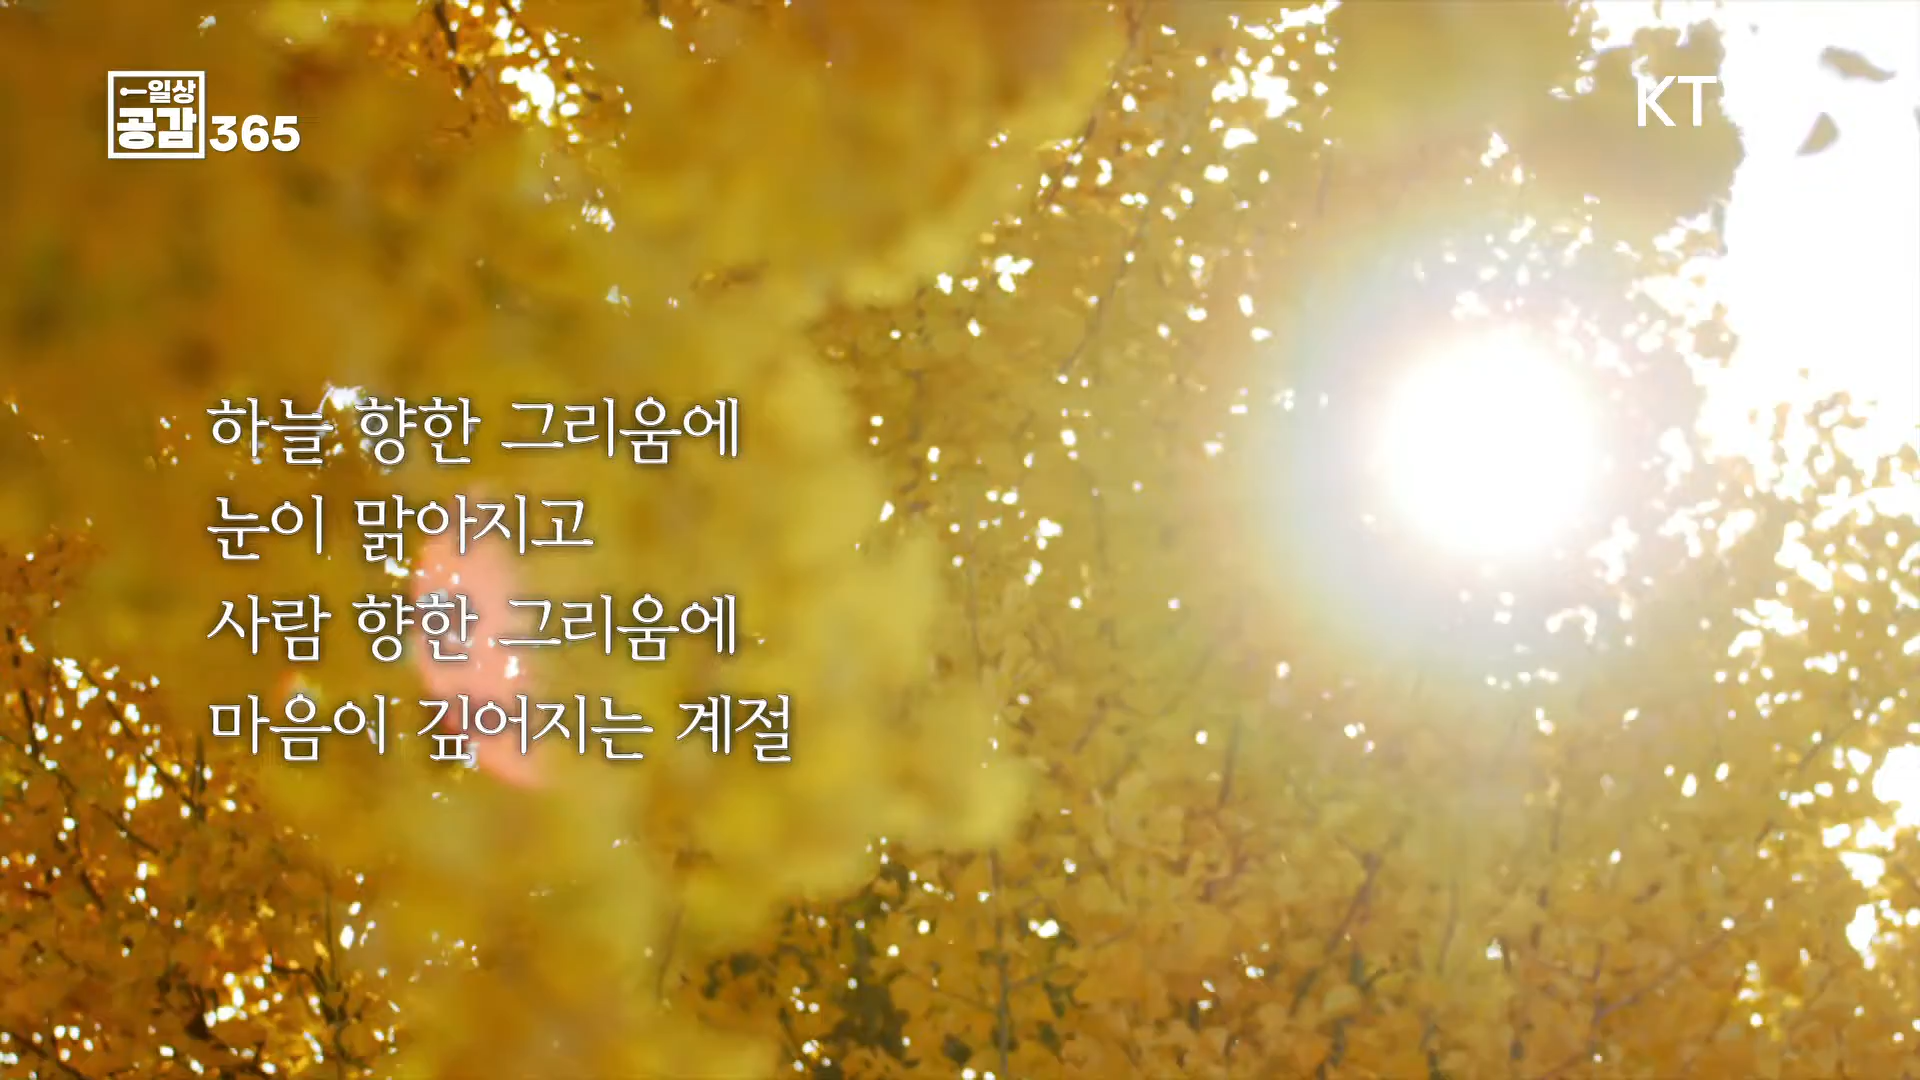 일상
공감 365
KT
하늘 향한 그리움에
눈이 맑아지고
사람 향한 그리움에
마음이 깊어지는 계절